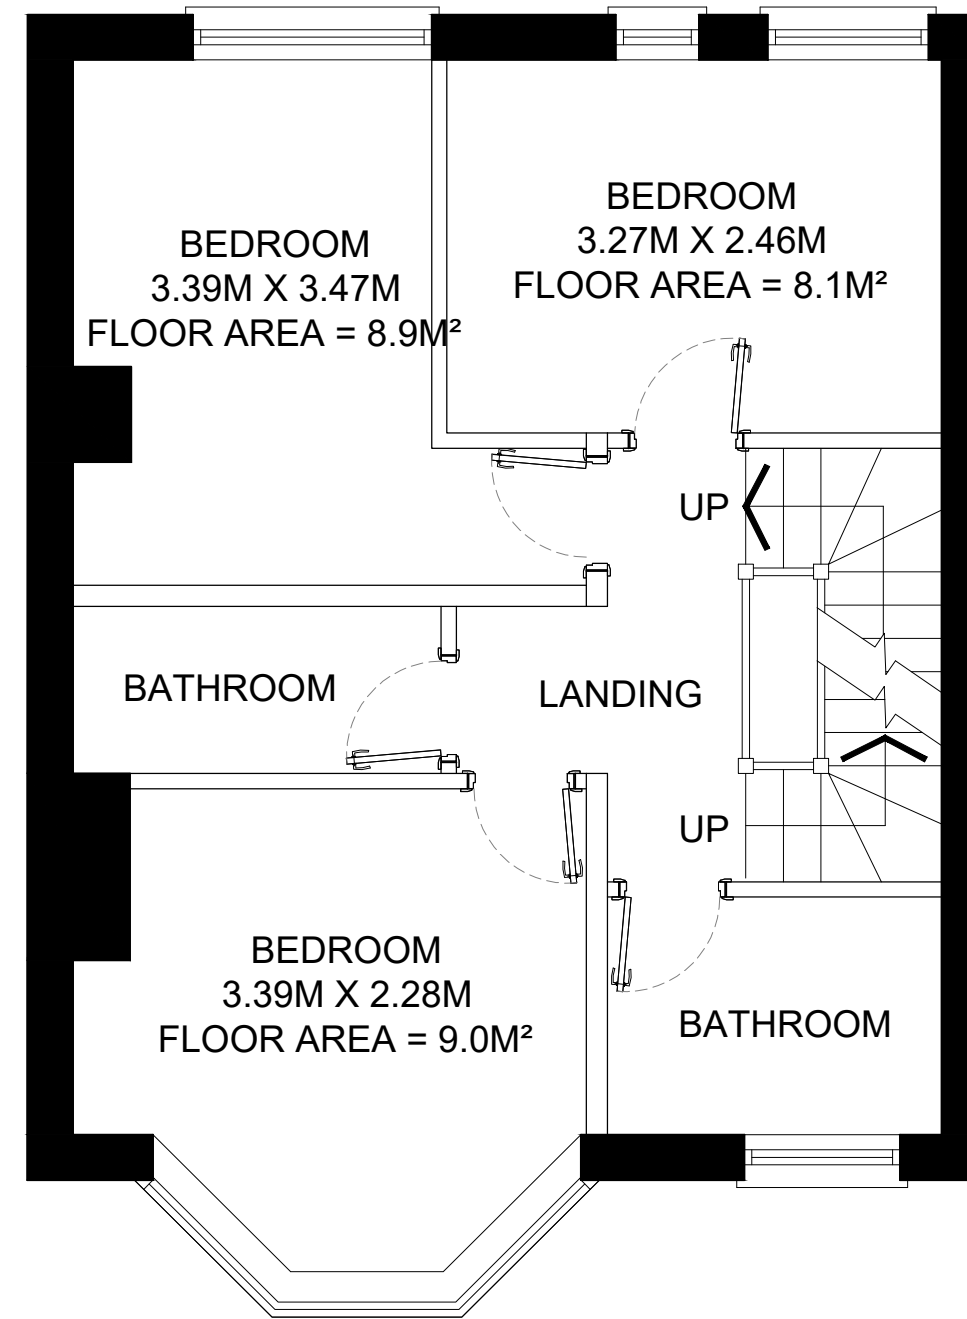 BEDROOM
3.39M X 3.47M
FLOOR AREA = 8.9M²
BEDROOM
3.27M X 2.46M
FLOOR AREA = 8.1M²
UP
BATHROOM
LANDING
UP
BEDROOM
3.39M X 2.28M
FLOOR AREA = 9.0M²
BATHROOM